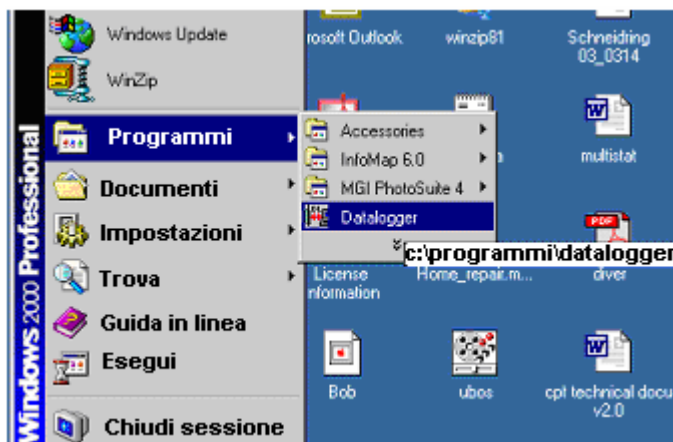 Windows Update
WinZip
Programmi
Documenti
Impostazioni
Trova
Guida in linea
Esegui
Chiudi sessione
Windows 2000 Professional
Accessories
InfoMap 6.0
MGI PhotoSuite 4
Datalogger
c:\programmi\datalogger
rosoft Outlook
winzip81
Schneidring
03_0314
multistat
License
nformation
Home_repair.m...
diver
Bob
ubos
cpt technical docu
v2.0